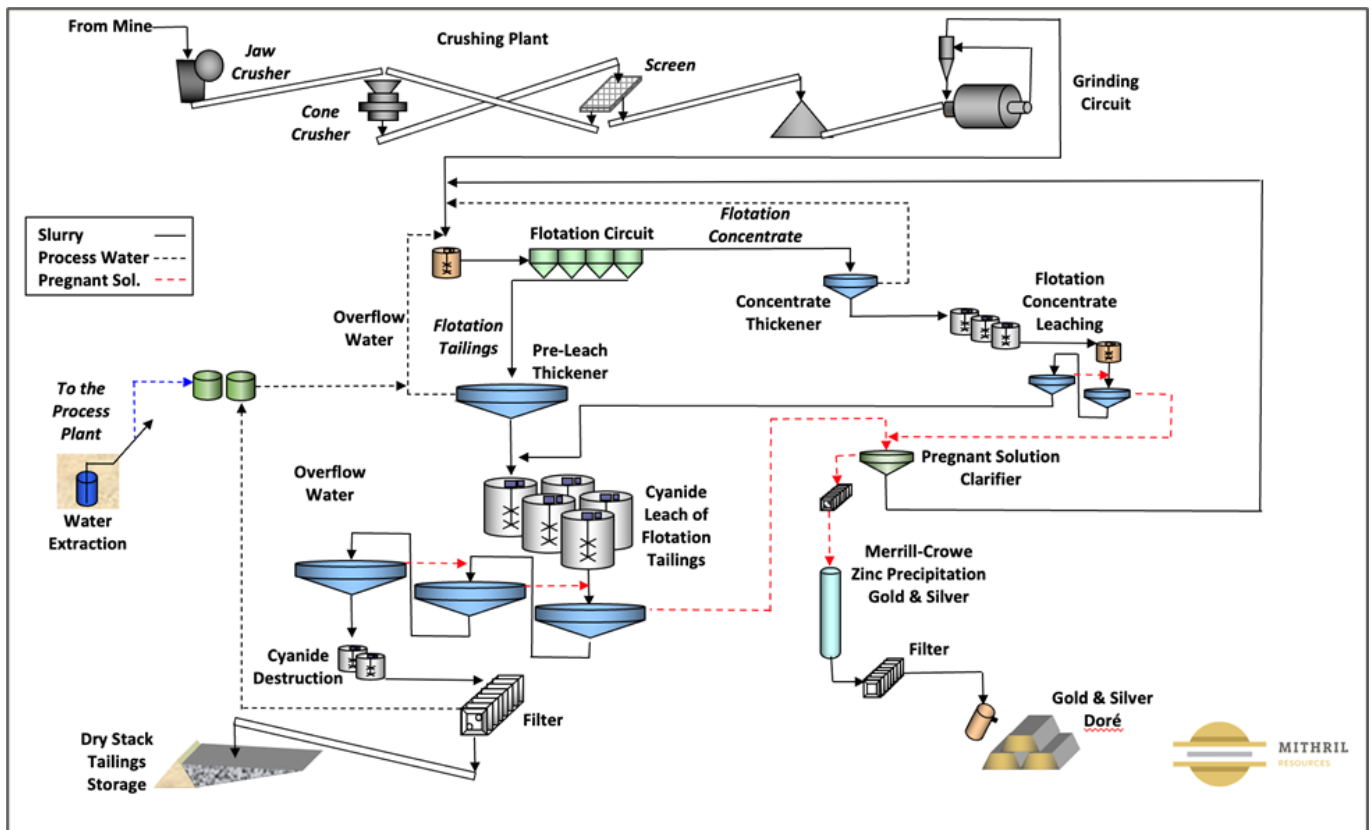 From Mine
Crushing Plant
Jaw
Crusher
Screen
Cone
Crusher
Grinding
Circuit
Slurry
Process Water
Pregnant Sol.
Flotation Circuit
Flotation
Concentrate
Overflow
Water
Flotation
Tailings
Concentrate
Thickener
Flotation
Concentrate
Leaching
Pre-Leach
Thickener
To the
Process
Plant
Water
Extraction
Overflow
Water
Cyanide
Leach of
Flotation
Tailings
Pregnant Solution
Clarifier
Merrill-Crowe
Zinc Precipitation
Gold & Silver
Cyanide
Destruction
Filter
Filter
Gold & Silver
Doré
Dry Stack
Tailings
Storage
MITHRIL
RESOURCES